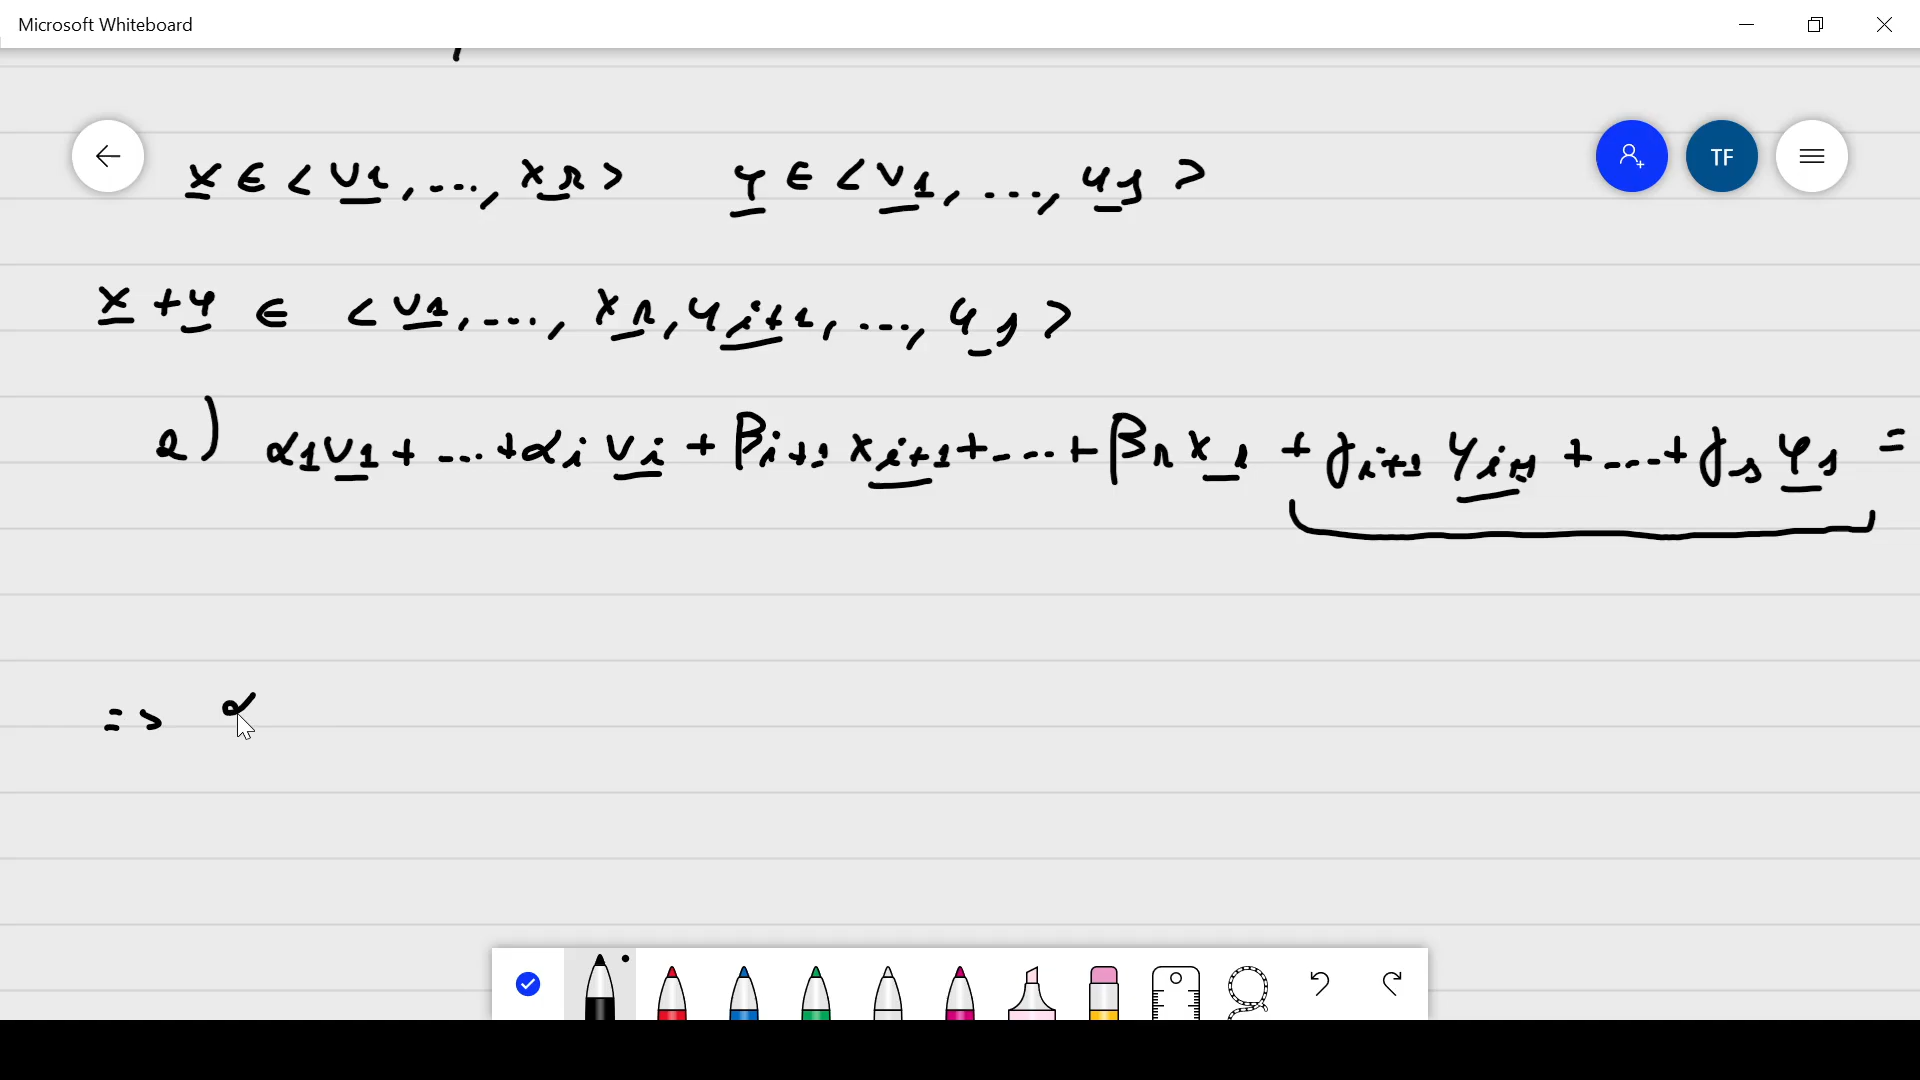 Microsoft Whiteboard
TF
x ∈ < v1 , ..., xr > y ∈ < v1 , ..., ys >
x + y ∈ < v1, ..., xr, yi+1, ..., ys >
2) α1v1 + ... + αi vi + βi+1 xi+1 + ... + βr xr + γi+1 yi+1 + ... + γs ys =
=> α